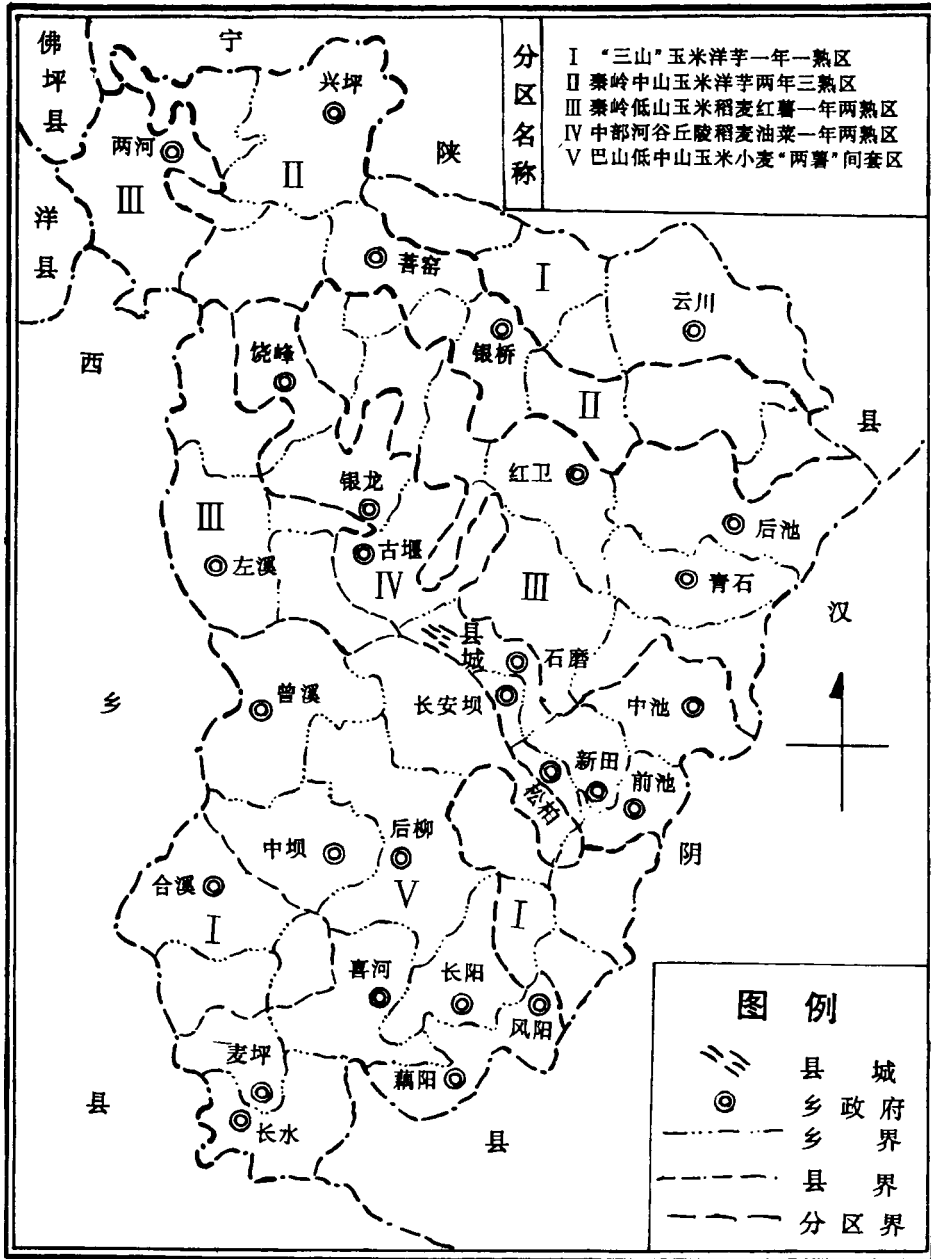 分区名称
Ⅰ “三山”玉米洋芋一年一熟区
Ⅱ 秦岭中山玉米洋芋两年三熟区
Ⅲ 秦岭低山玉米稻麦红薯一年两熟区
Ⅳ 中部河谷丘陵稻麦油菜一年两熟区
Ⅴ 巴山低中山玉米小麦“两薯”间套区
佛坪县
洋县
宁
陕
县
西
乡
县
汉
阴
县
兴坪
两河
Ⅲ
Ⅱ
菩窑
Ⅰ
云川
饶峰
银桥
Ⅱ
银龙
红卫
后池
Ⅲ
左溪
古堰
Ⅳ
Ⅲ
青石
县城
石磨
曾溪
长安坝
中池
新田
松柏
前池
中坝
后柳
合溪
Ⅰ
Ⅴ
Ⅰ
喜河
长阳
凤阳
麦坪
藕阳
长水
图 例
县 城
乡政府
乡 界
县 界
分区界